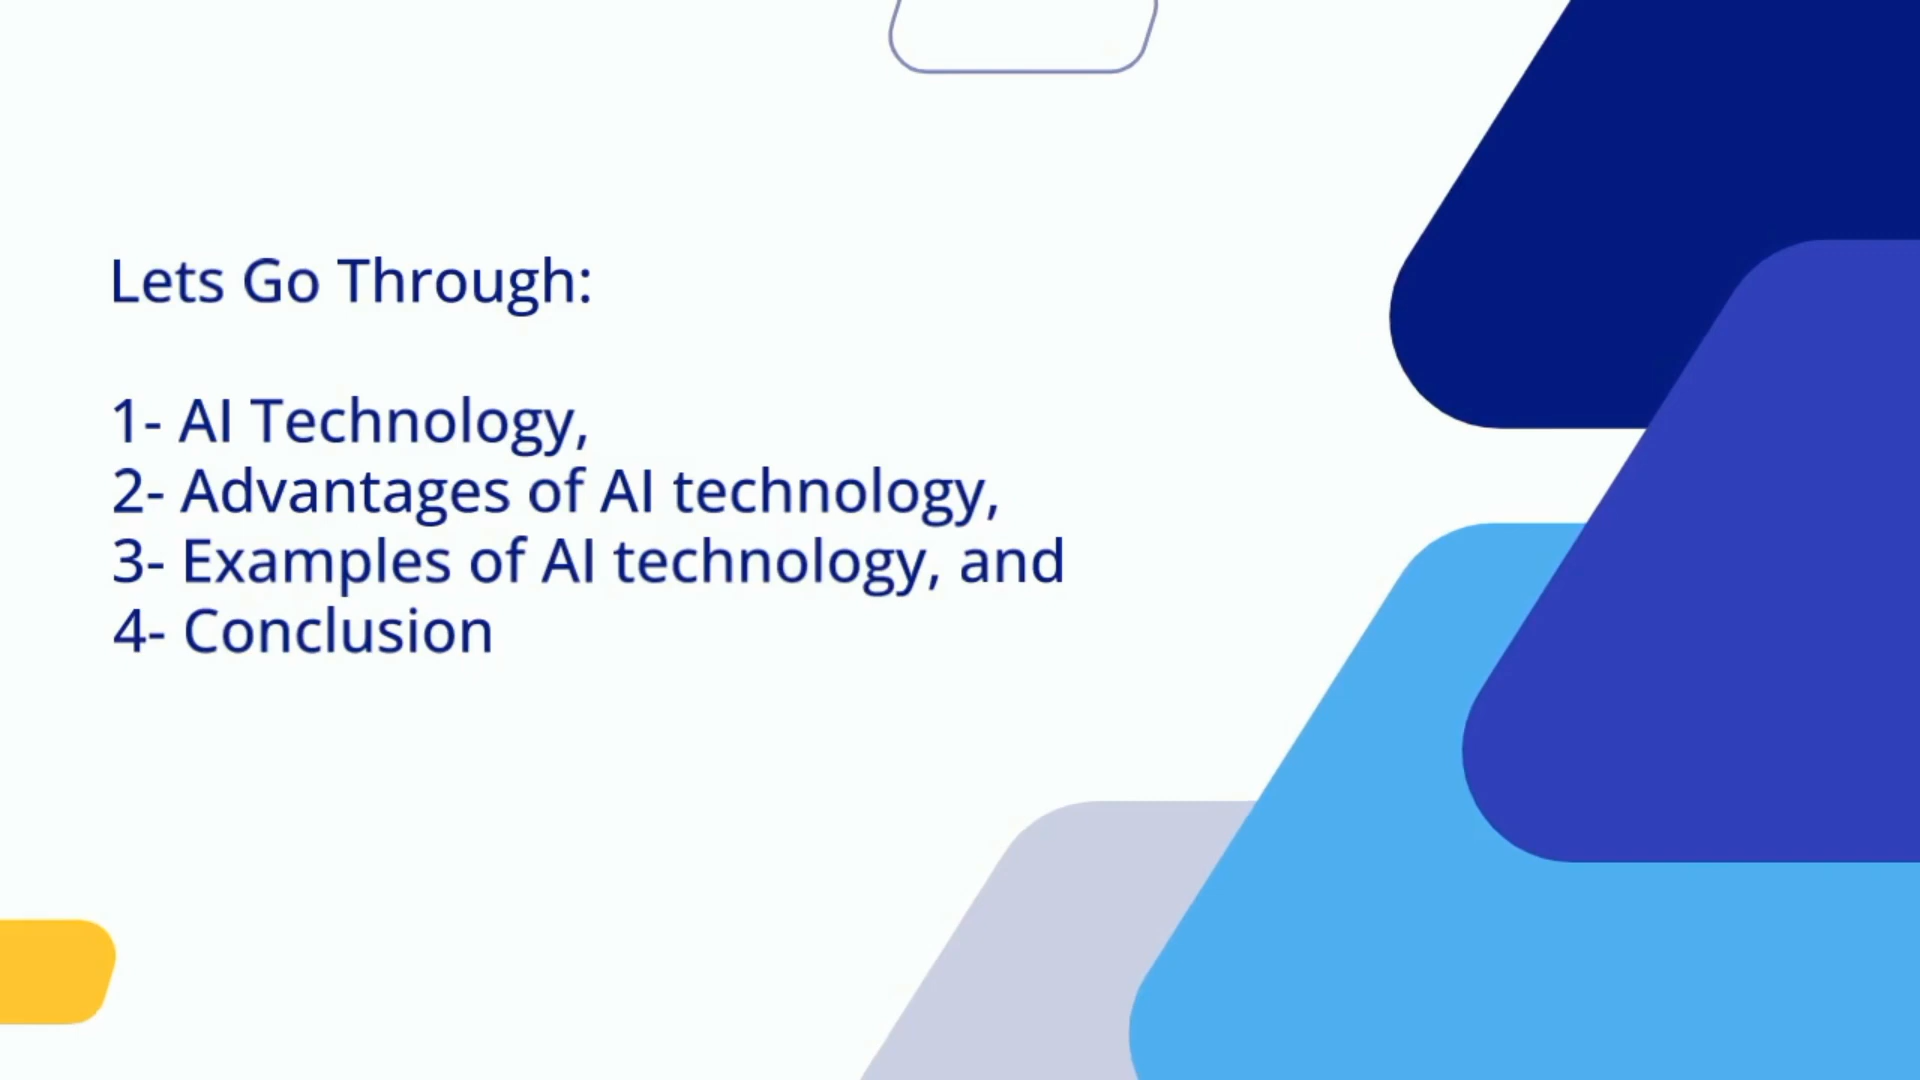 Lets Go Through:
1- AI Technology,
2- Advantages of AI technology,
3- Examples of AI technology, and
4- Conclusion